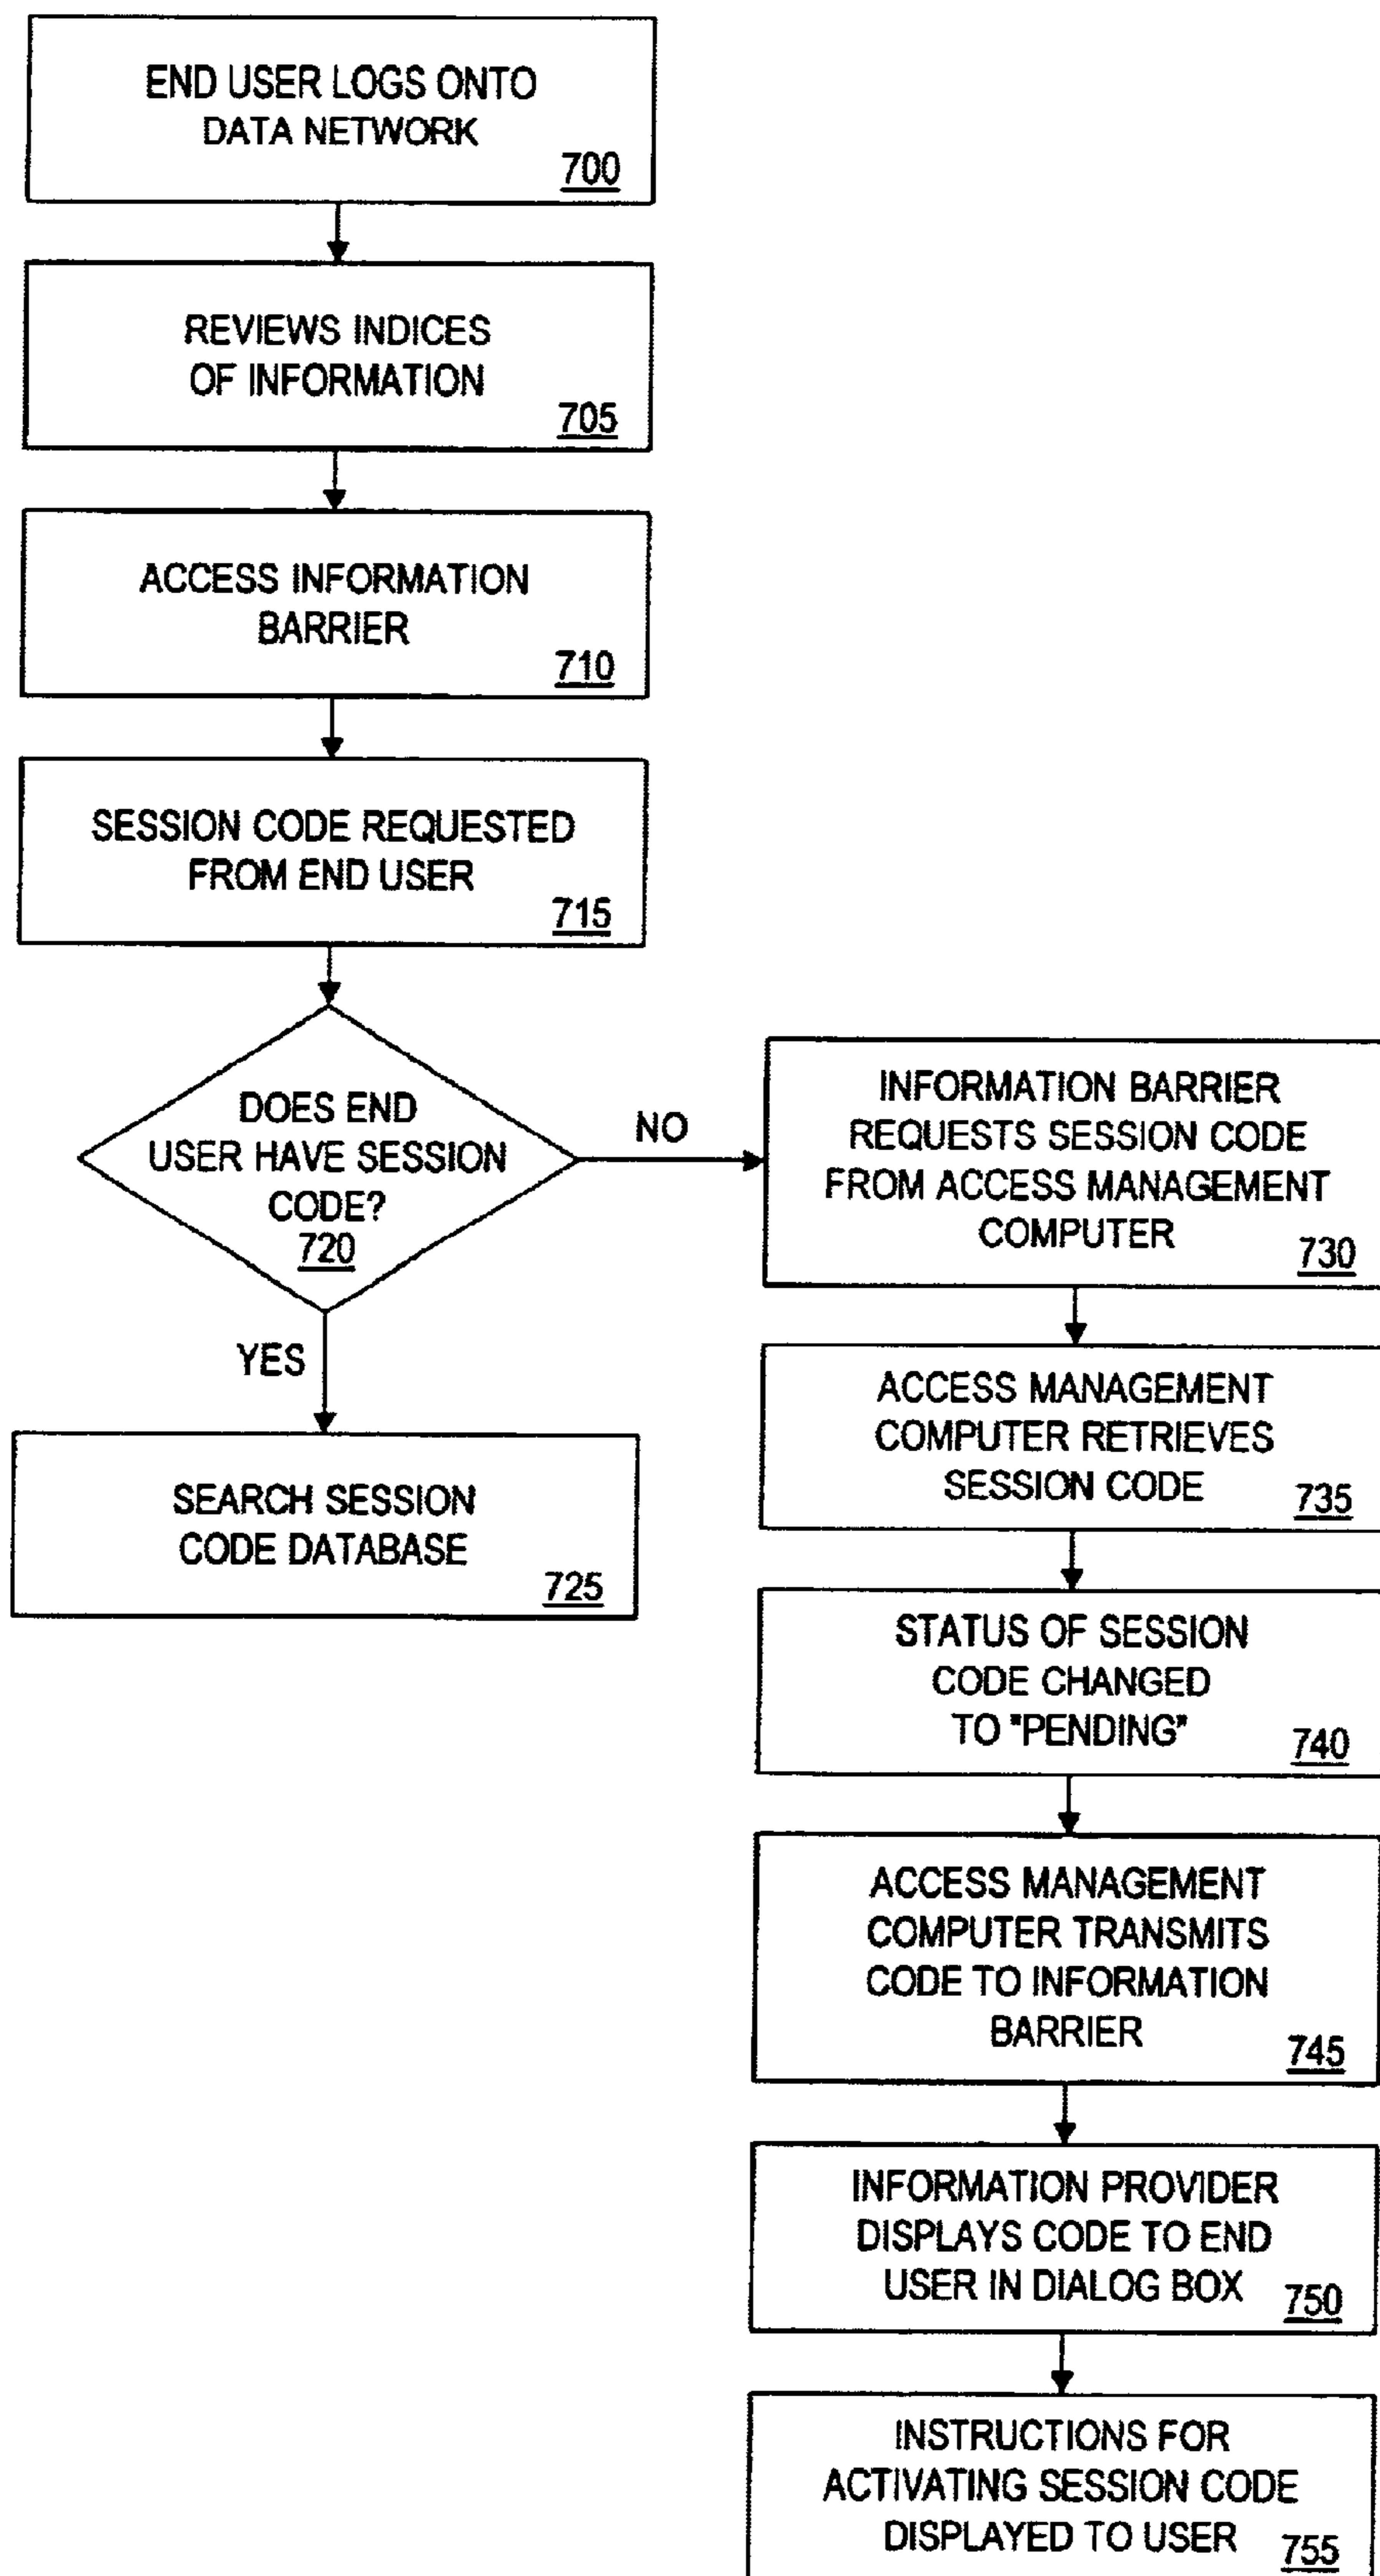 END USER LOGS ONTO
DATA NETWORK
700
REVIEWS INDICES
OF INFORMATION
705
ACCESS INFORMATION
BARRIER
710
SESSION CODE REQUESTED
FROM END USER
715
DOES END
USER HAVE SESSION
CODE?
720
NO
YES
SEARCH SESSION
CODE DATABASE
725
INFORMATION BARRIER
REQUESTS SESSION CODE
FROM ACCESS MANAGEMENT
COMPUTER
730
ACCESS MANAGEMENT
COMPUTER RETRIEVES
SESSION CODE
735
STATUS OF SESSION
CODE CHANGED
TO "PENDING"
740
ACCESS MANAGEMENT
COMPUTER TRANSMITS
CODE TO INFORMATION
BARRIER
745
INFORMATION PROVIDER
DISPLAYS CODE TO END
USER IN DIALOG BOX
750
INSTRUCTIONS FOR
ACTIVATING SESSION CODE
DISPLAYED TO USER
755